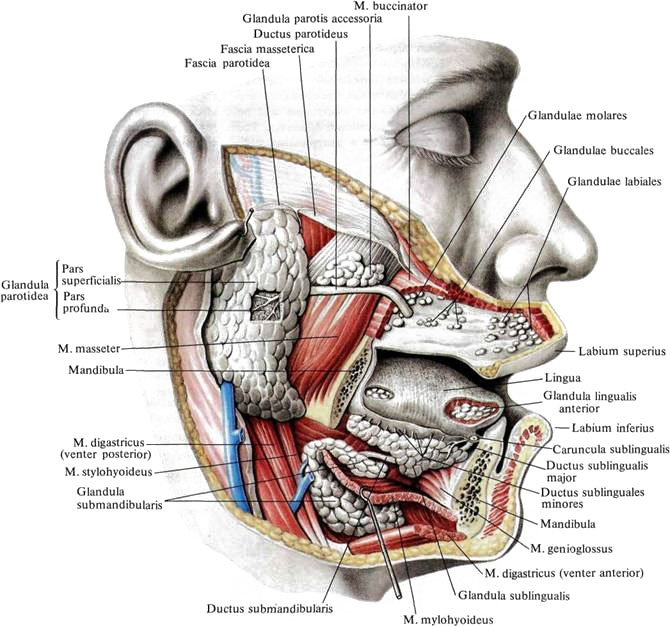 M. buccinator
Glandula parotis accessoria
Ductus parotideus
Fascia masseterica
Fascia parotidea
Glandulae molares
Glandulae buccales
Glandulae labiales
Glandula
parotidea
Pars
superficialis
Pars
profunda
M. masseter
Mandibula
Labium superius
Lingua
Glandula lingualis
anterior
Labium inferius
M. digastricus
(venter posterior)
Caruncula sublingualis
M. stylohyoideus
Ductus sublingualis
major
Glandula
submandibularis
Ductus sublinguales
minores
Mandibula
M. genioglossus
M. digastricus (venter anterior)
Glandula sublingualis
Ductus submandibularis
M. mylohyoideus